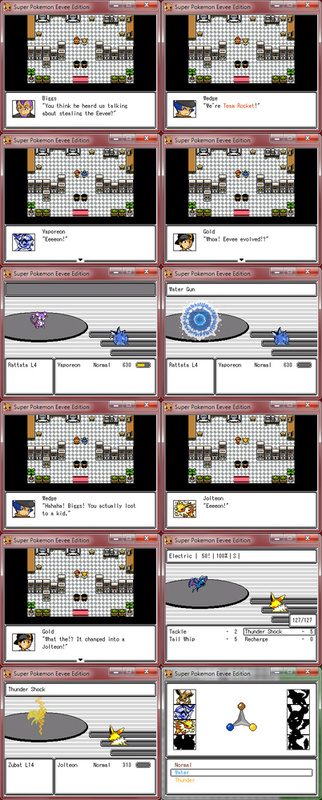 Super Pokemon Eevee Edition
Biggs
"You think he heard us talking
about stealing the Eevee?"
Super Pokemon Eevee Edition
Wedge
"We're Team Rocket!"
Super Pokemon Eevee Edition
Vaporeon
"Eeeeon!"
Super Pokemon Eevee Edition
Gold
"Whoa! Eevee evolved!?
Super Pokemon Eevee Edition
Rattata L4
Vaporeon Normal 630
Super Pokemon Eevee Edition
Water Gun
Rattata L4
Vaporeon Normal 630
Super Pokemon Eevee Edition
Wedge
"Hahaha! Biggs! You actually lost
to a kid."
Super Pokemon Eevee Edition
Jolteon
"Eeeeon!"
Super Pokemon Eevee Edition
Gold
"What the!? It changed into a
Jolteon!"
Super Pokemon Eevee Edition
Electric | 50! |100%|S|
127/127
Tackle - 2 Thunder Shock - 5
Tail Whip - 5 Recharge - 0
Super Pokemon Eevee Edition
Thunder Shock
Zubat L14
Jolteon Normal 313
Super Pokemon Eevee Edition
Normal
Water
Thunder